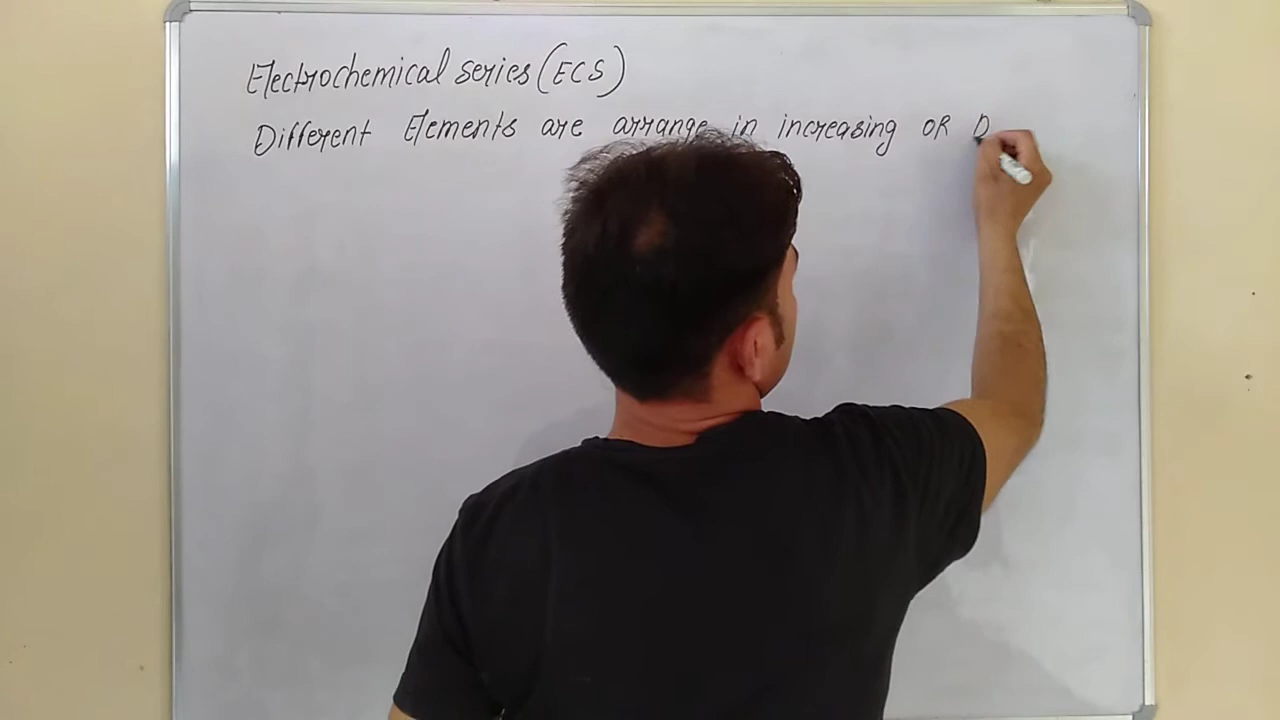 Electrochemical series (ECS)
Different Elements are arrange in increasing OR D